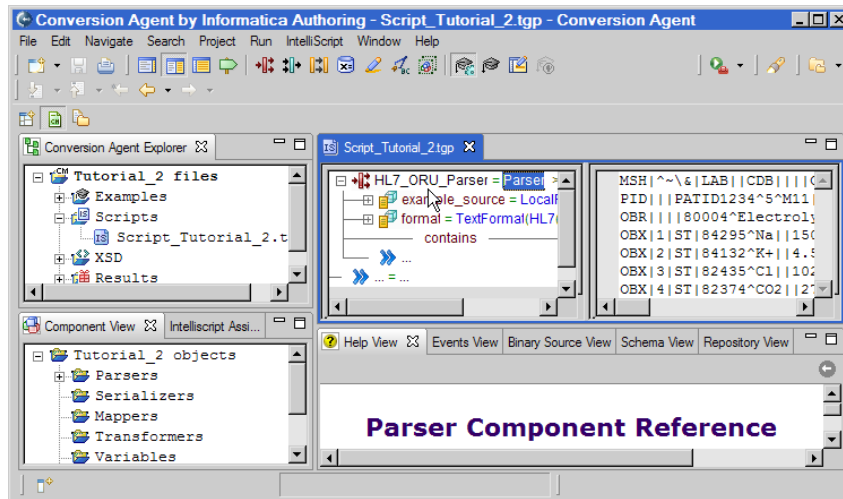 Conversion Agent by Informatica Authoring - Script_Tutorial_2.tgp - Conversion Agent
File Edit Navigate Search Project Run IntelliScript Window Help
Conversion Agent Explorer
Tutorial_2 files
Examples
Scripts
Script_Tutorial_2.t
XSD
Results
Script_Tutorial_2.tgp
HL7_ORU_Parser = Parser >
example_source = LocalF
format = TextFormat(HL7(
contains
...
... = ...
MSH|^~\&|LAB||CDB||||
PID|||PATID1234^5^M11|
OBR||||80004^Electroly
OBX|1|ST|84295^Na||150
OBX|2|ST|84132^K+||4.5
OBX|3|ST|82435^Cl||102
OBX|4|ST|82374^CO2||27
Component View Intelliscript Assi...
Tutorial_2 objects
Parsers
Serializers
Mappers
Transformers
Variables
Help View Events View Binary Source View Schema View Repository View
Parser Component Reference